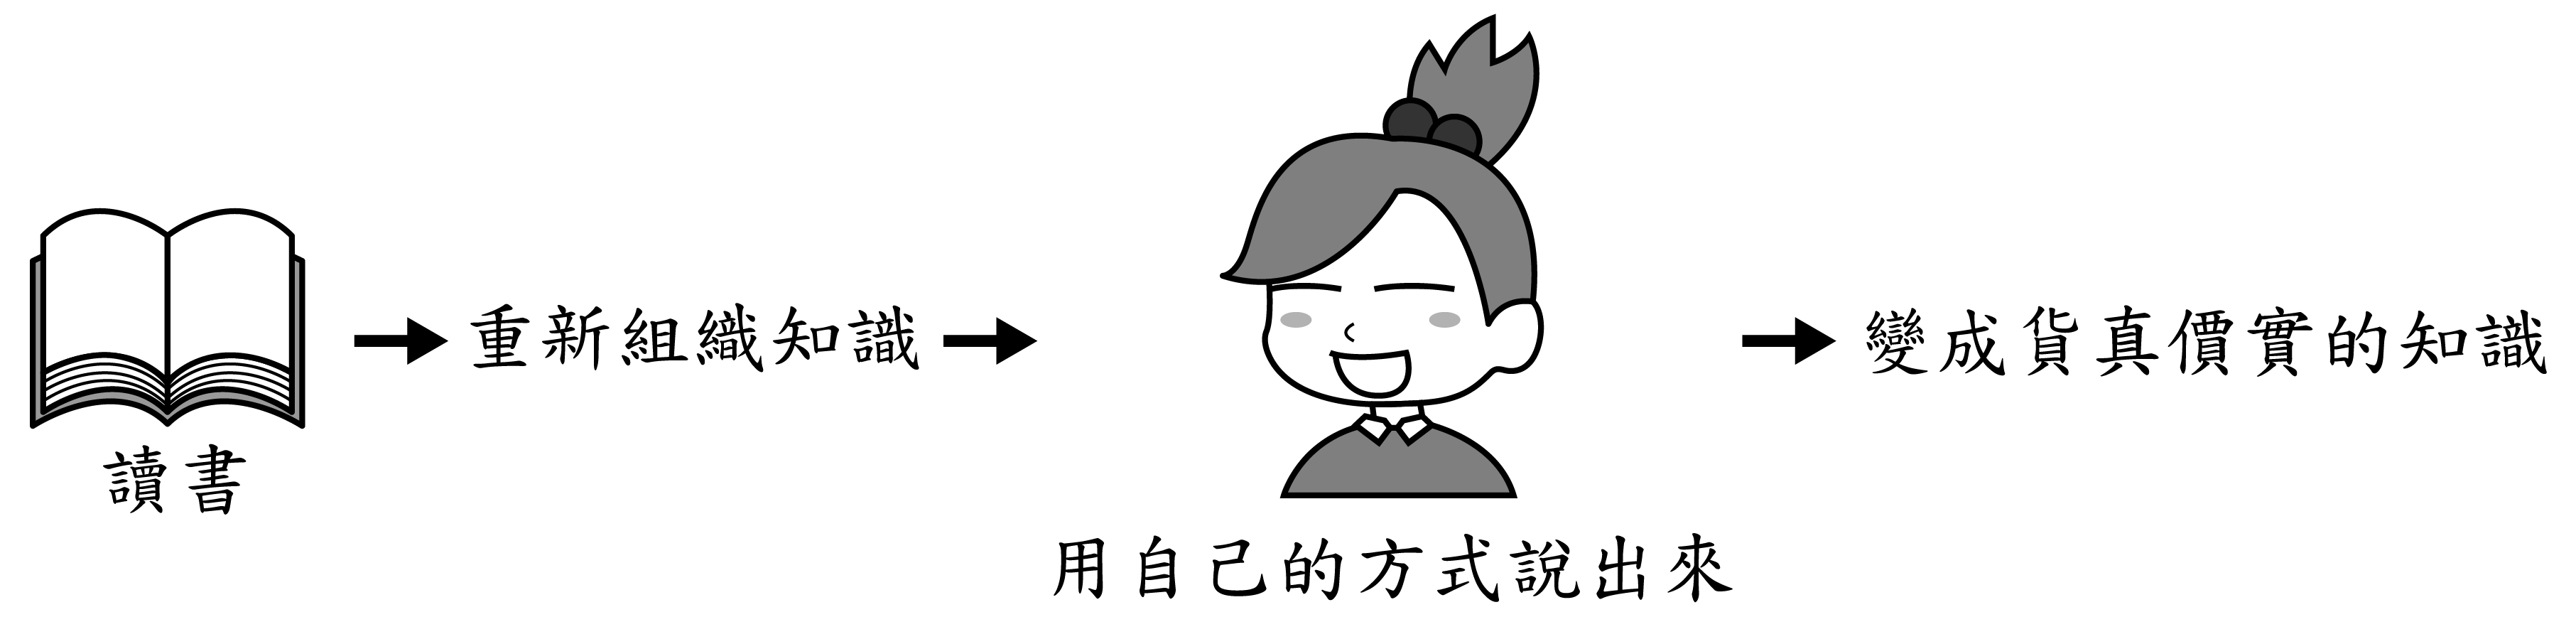 讀書
重新組織知識
用自己的方式說出來
變成貨真價實的知識